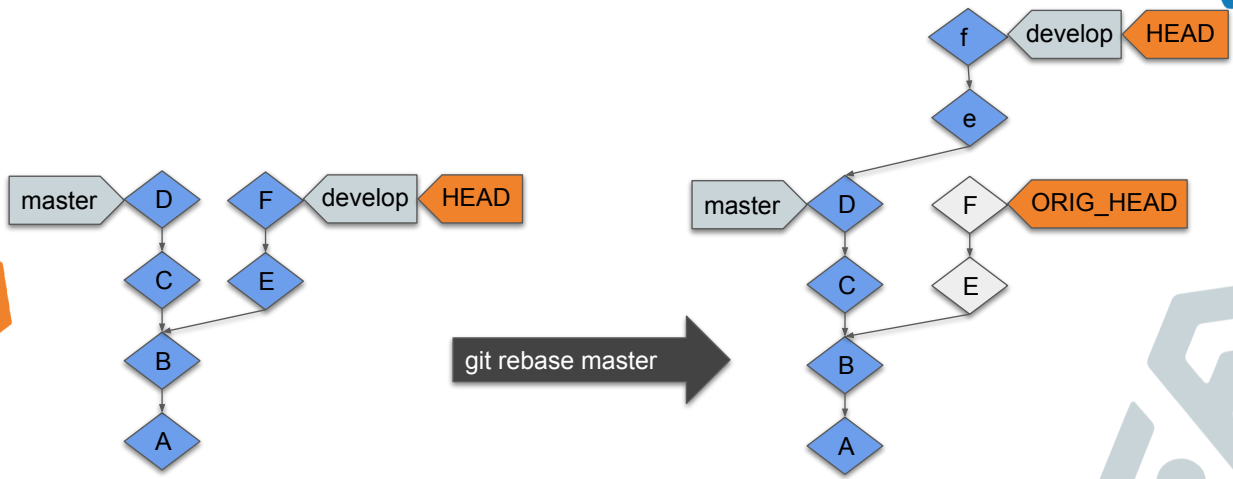 f
develop
HEAD
e
master
D
F
develop
HEAD
master
D
F
ORIG_HEAD
C
E
C
E
B
git rebase master
B
A
A